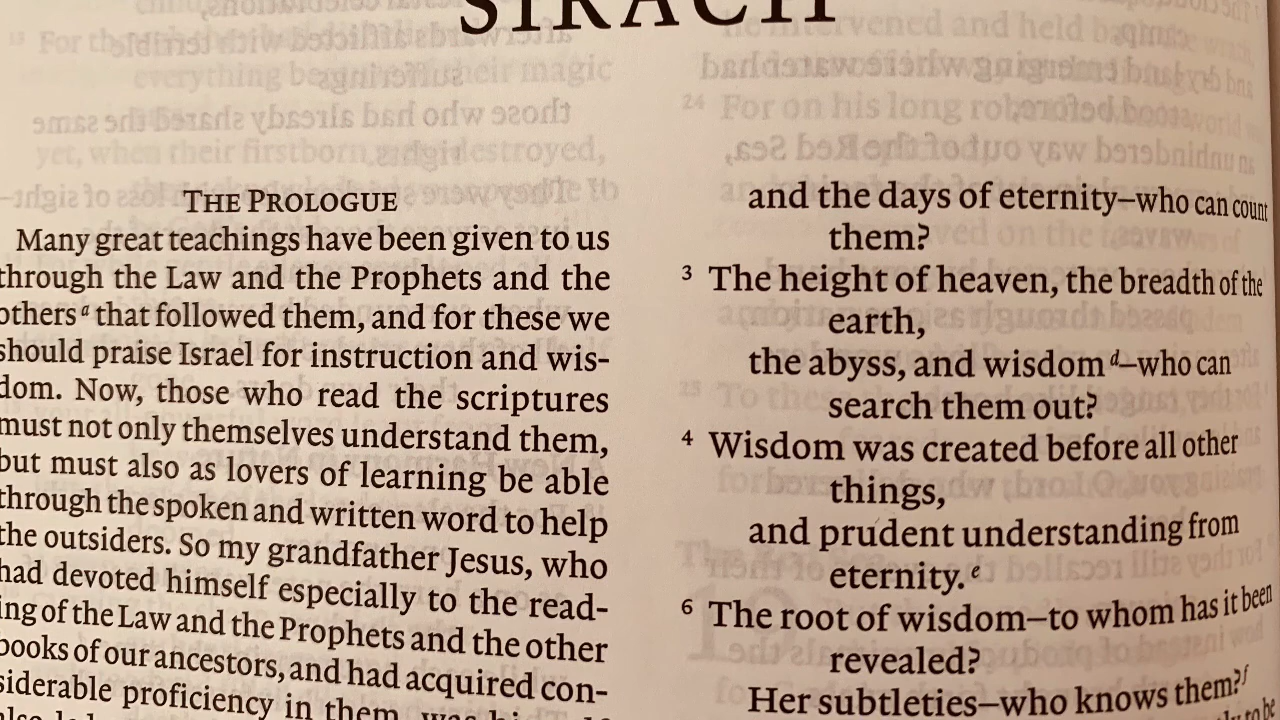 SIRACH
THE PROLOGUE
Many great teachings have been given to us
through the Law and the Prophets and the
others a that followed them, and for these we
should praise Israel for instruction and wis-
dom. Now, those who read the scriptures
must not only themselves understand them,
but must also as lovers of learning be able
through the spoken and written word to help
the outsiders. So my grandfather Jesus, who
had devoted himself especially to the read-
ing of the Law and the Prophets and the other
books of our ancestors, and had acquired con-
siderable proficiency in them, was
and the days of eternity—who can count
them?
3 The height of heaven, the breadth of the
earth,
the abyss, and wisdom d—who can
search them out?
4 Wisdom was created before all other
things,
and prudent understanding from
eternity. e
6 The root of wisdom—to whom has it been
revealed?
Her subtleties—who knows them? f